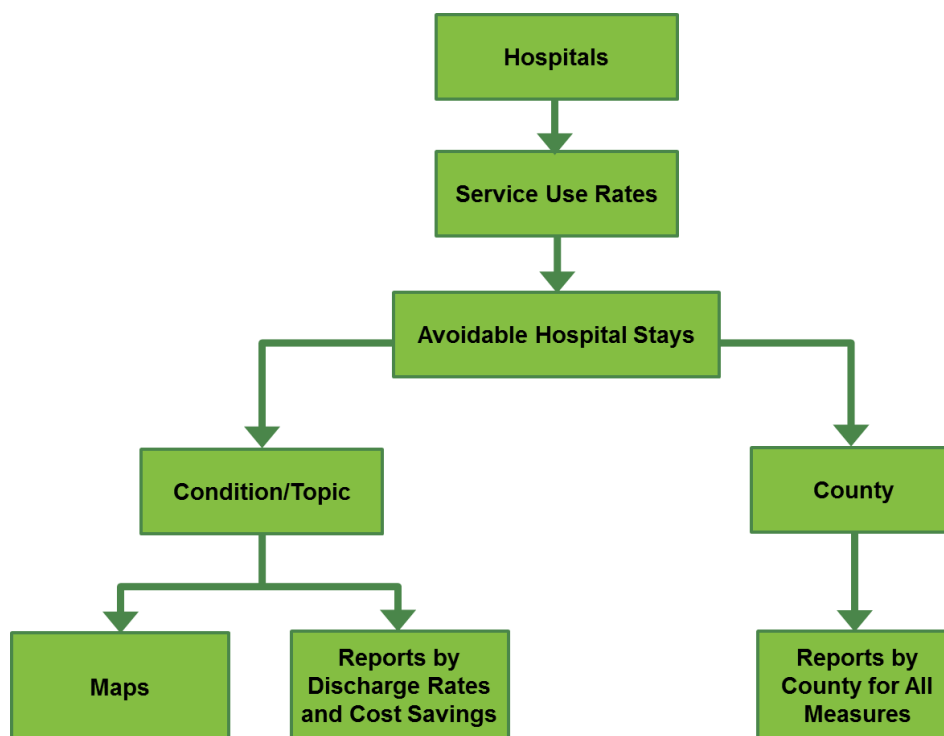 Hospitals
Service Use Rates
Avoidable Hospital Stays
Condition/Topic
County
Maps
Reports by
Discharge Rates
and Cost Savings
Reports by
County for All
Measures